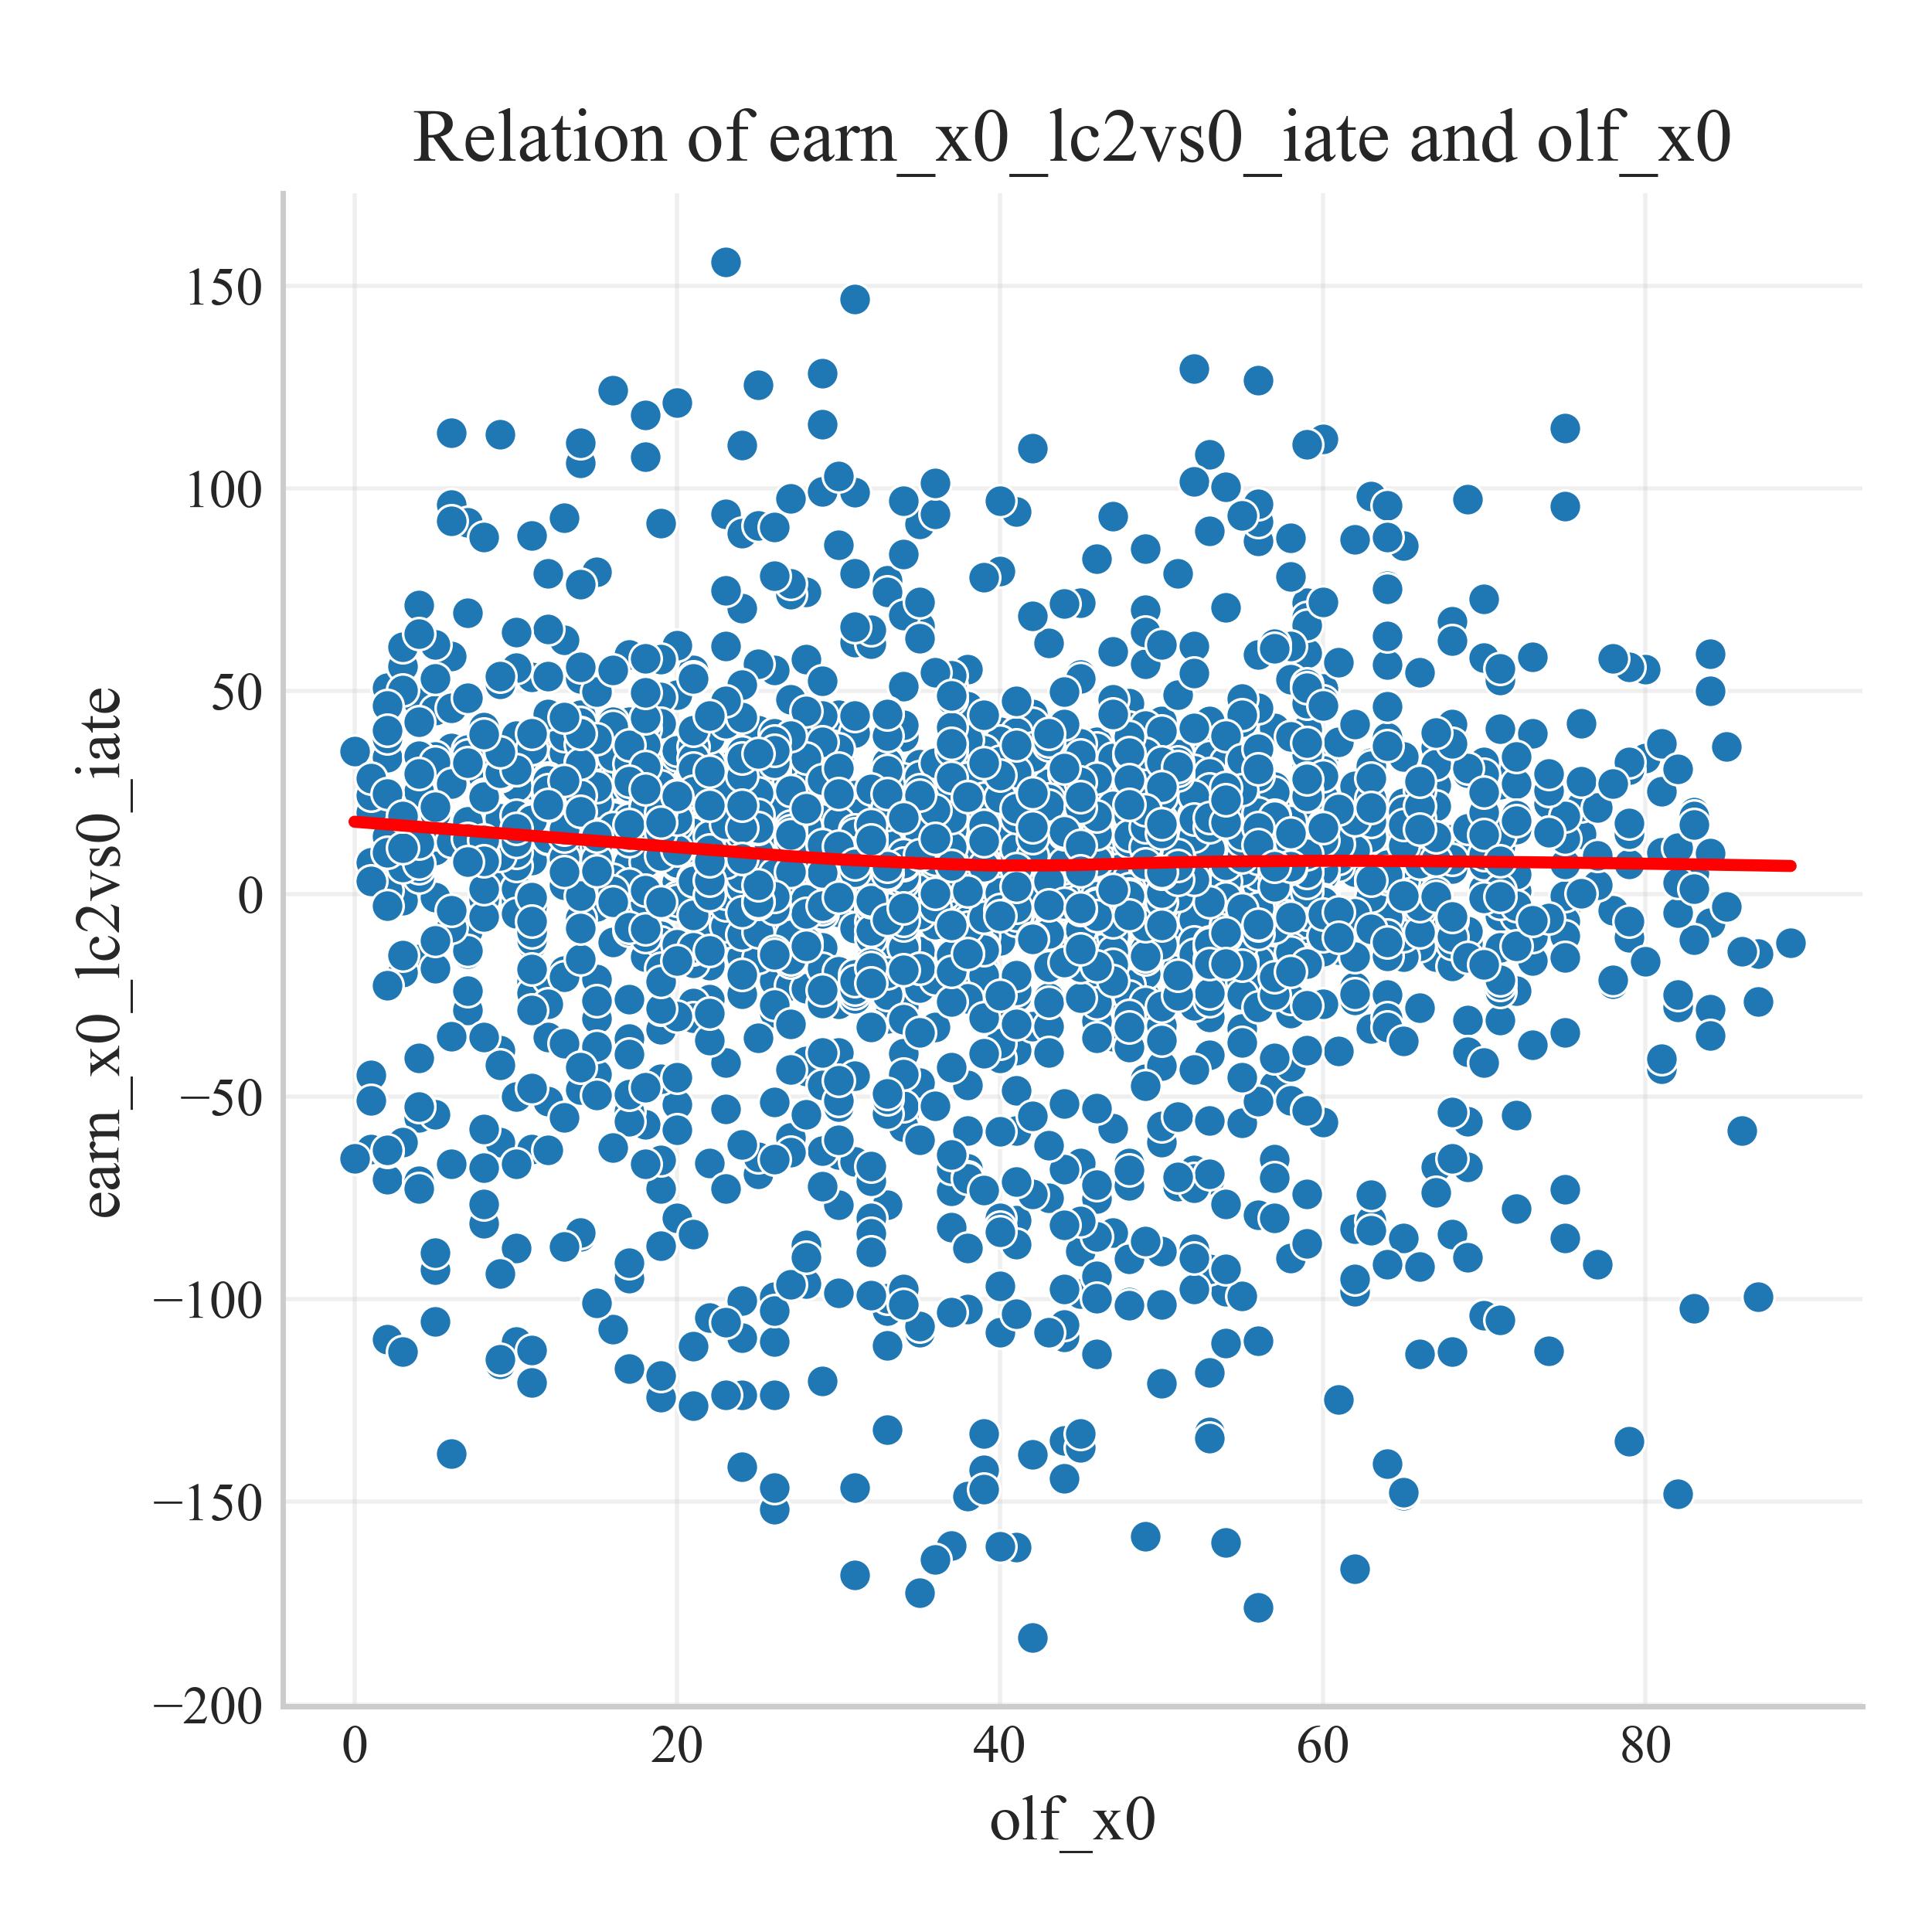 Relation of earn_x0_lc2vs0_iate and olf_x0
earn_x0_lc2vs0_iate
150
100
50
0
−50
−100
−150
−200
0 20 40 60 80
olf_x0